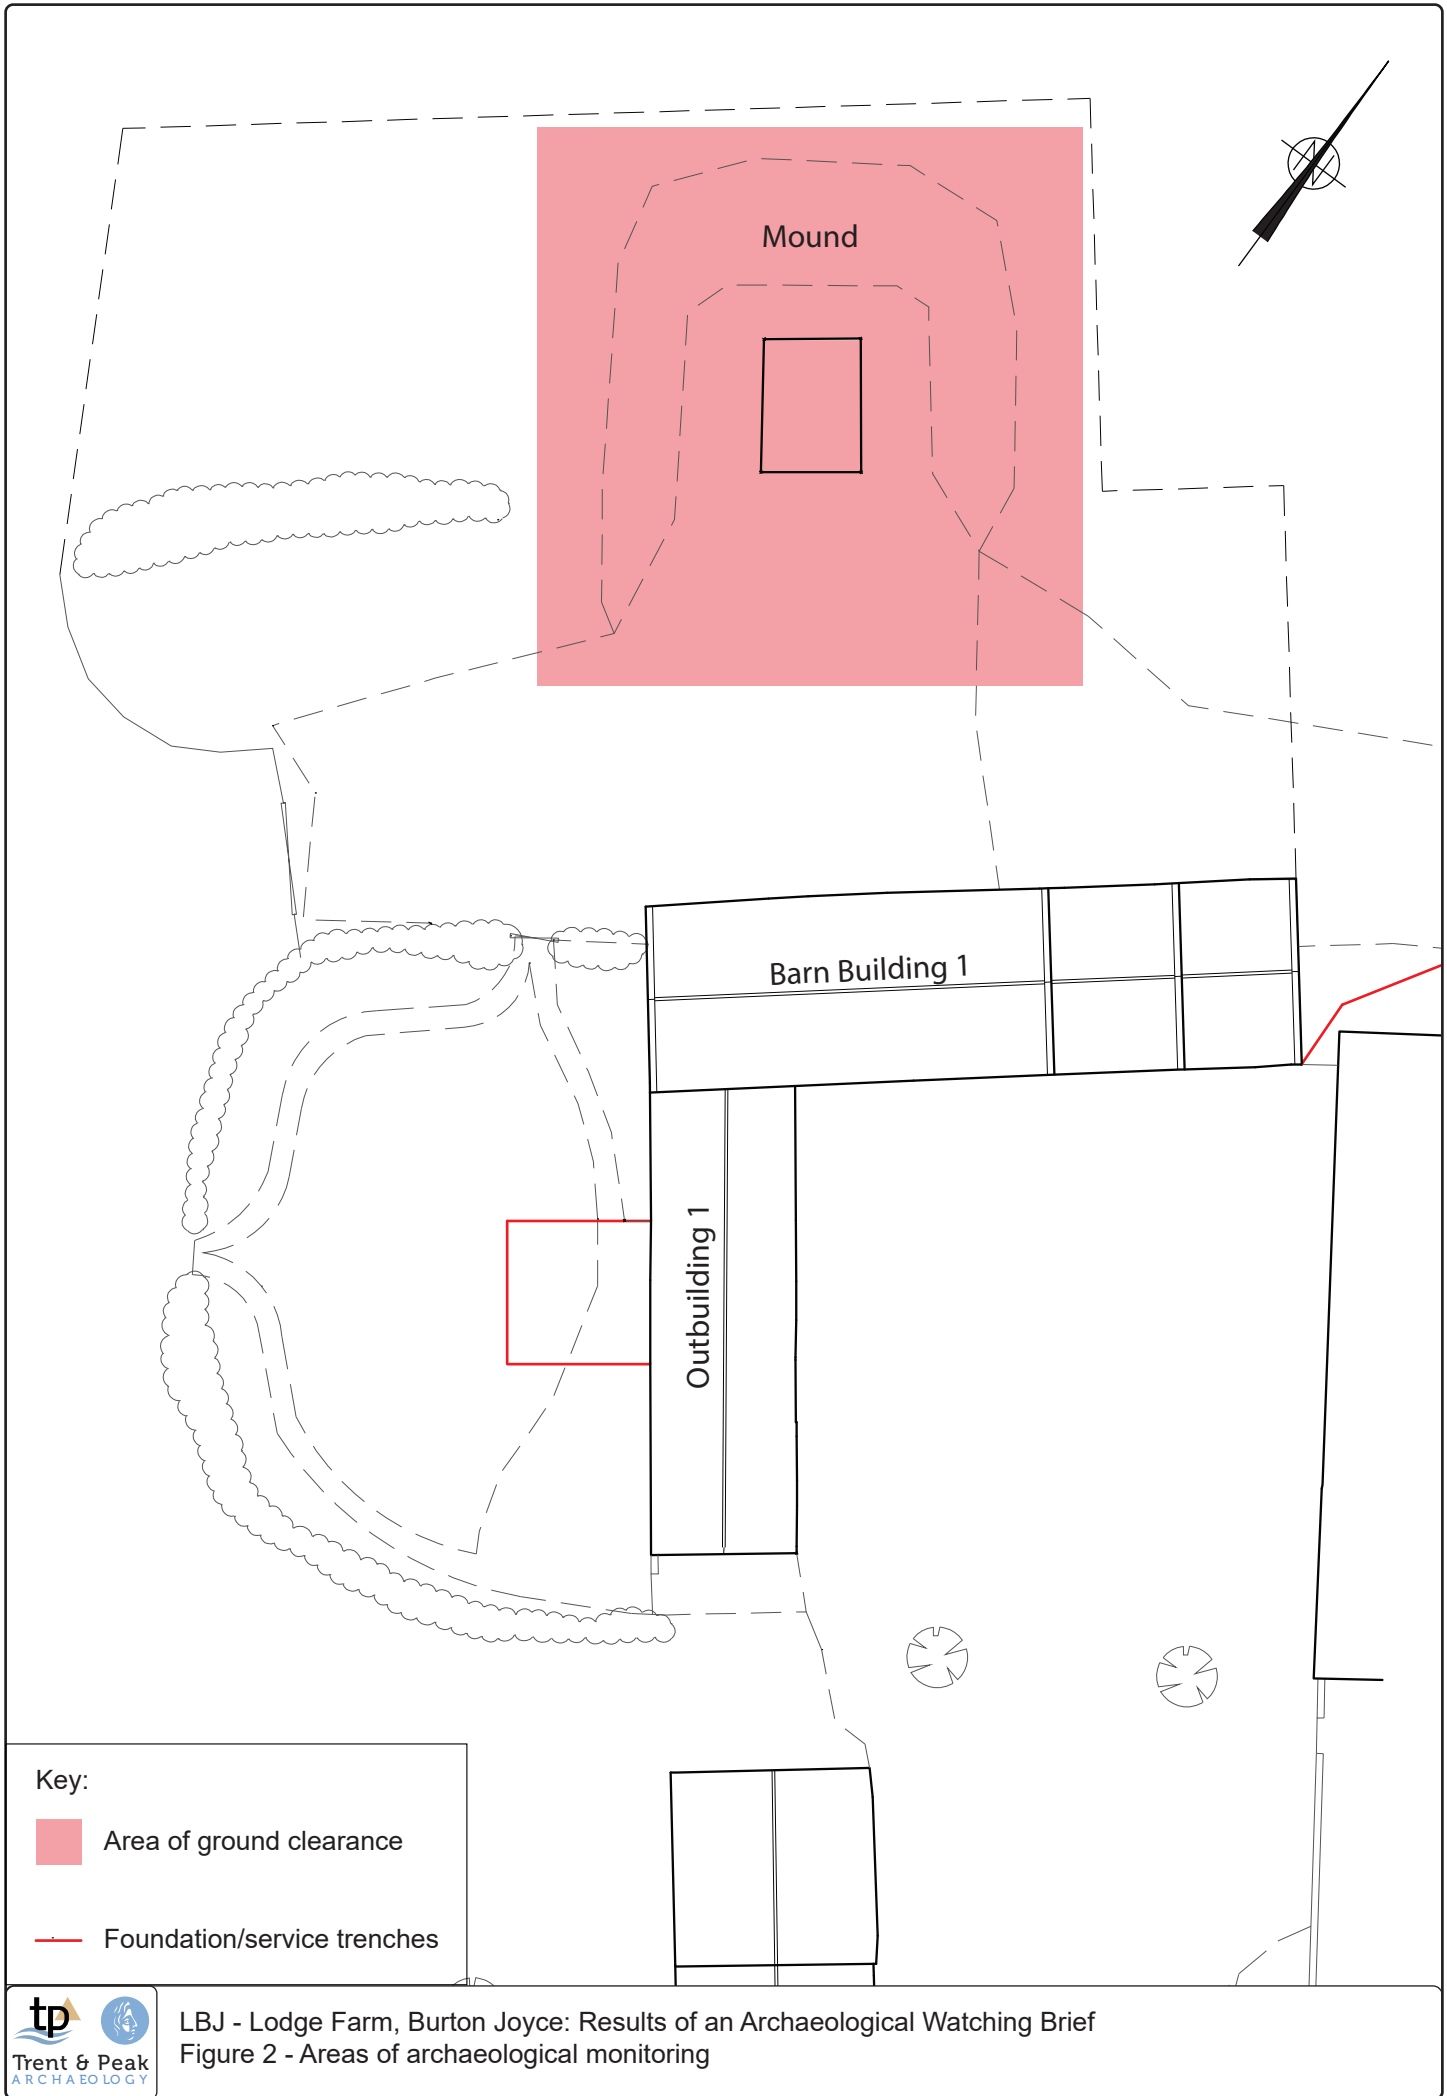 N
Mound
Barn Building 1
Outbuilding 1
Key:
Area of ground clearance
Foundation/service trenches
tp
Trent & Peak
ARCHAEOLOGY
LBJ - Lodge Farm, Burton Joyce: Results of an Archaeological Watching Brief
Figure 2 - Areas of archaeological monitoring